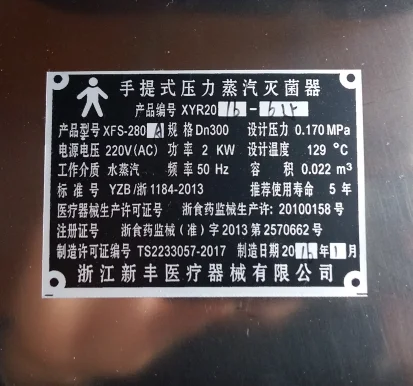 手提式压力蒸汽灭菌器
产品编号 XYR20
产品型号 XFS-280A 规格 Dn300 设计压力 0.170 MPa
电源电压 220V(AC) 功率 2 KW 设计温度 129 ℃
工作介质 水蒸汽 频率 50 Hz 容积 0.022 m³
标准号 YZB/浙 1184-2013 推荐使用寿命 5 年
医疗器械生产许可证号 浙食药监械生产许: 20100158 号
注册证号 浙食药监械(准)字 2013 第 2570662 号
制造许可证编号 TS2233057-2017 制造日期 20 年 1 月
浙江新丰医疗器械有限公司